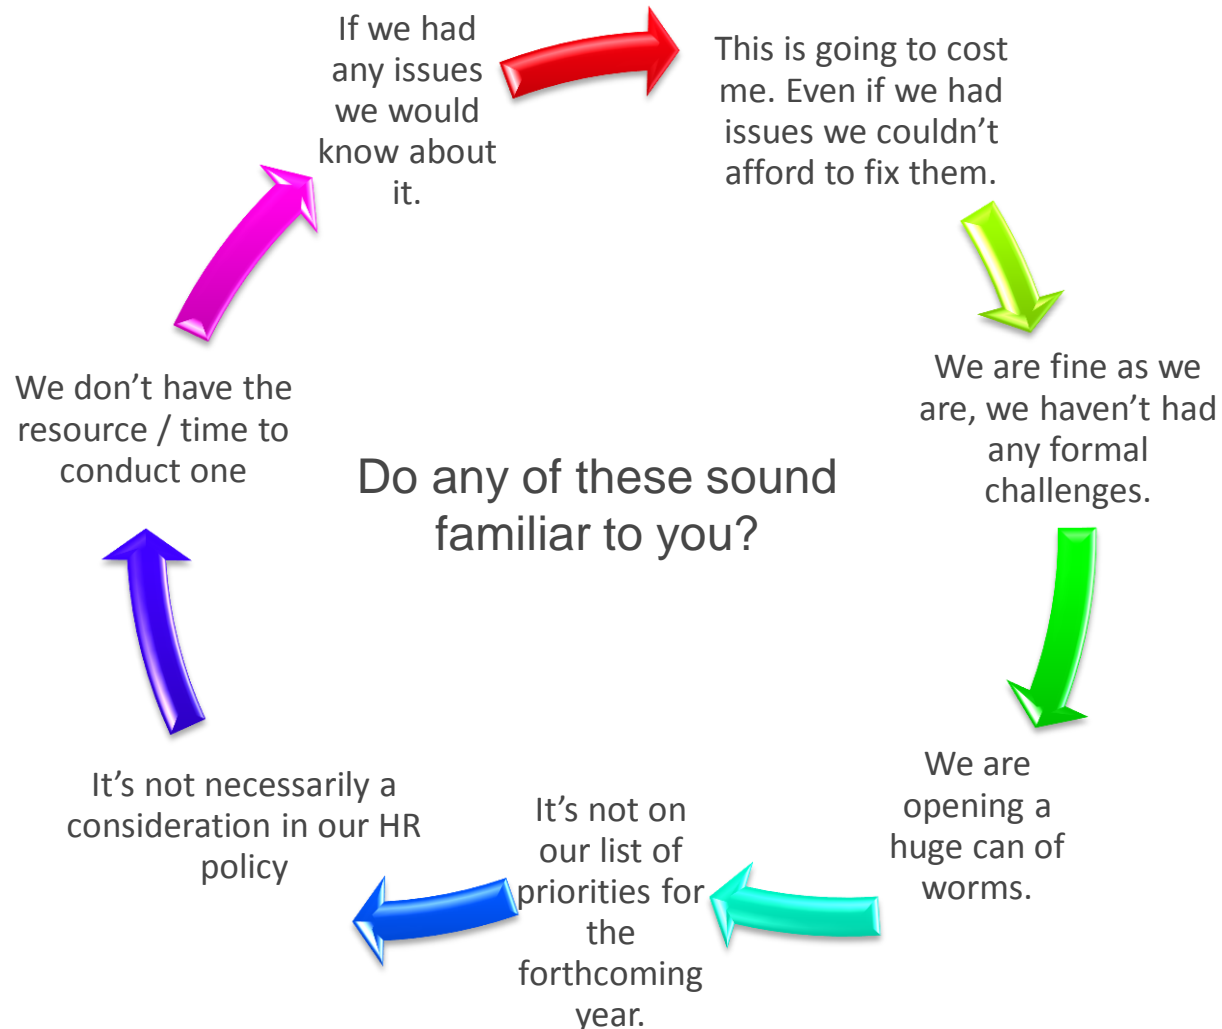 If we had
any issues
we would
know about
it.
This is going to cost
me. Even if we had
issues we couldn’t
afford to fix them.
We are fine as we
are, we haven’t had
any formal
challenges.
We are
opening a
huge can of
worms.
It’s not on
our list of
priorities for
the
forthcoming
year.
It’s not necessarily a
consideration in our HR
policy
We don’t have the
resource / time to
conduct one
Do any of these sound
familiar to you?